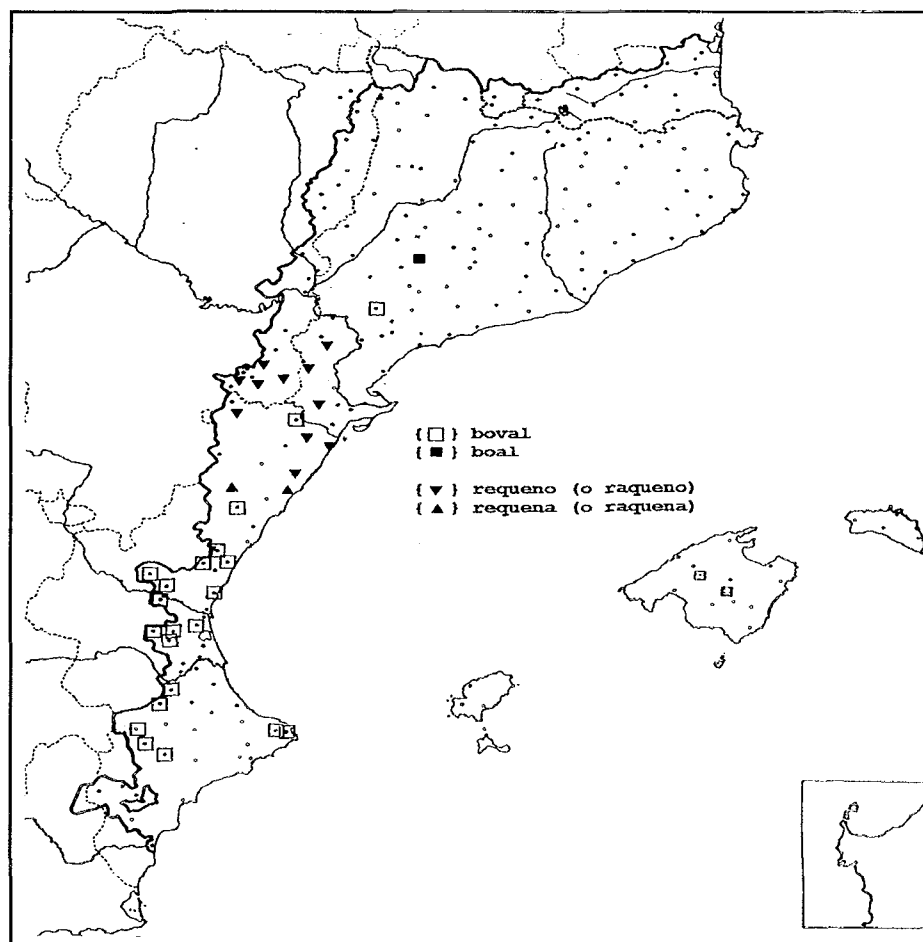 {□} boval
{■} boal
{▼} requeno (o raqueno)
{▲} requena (o raquena)